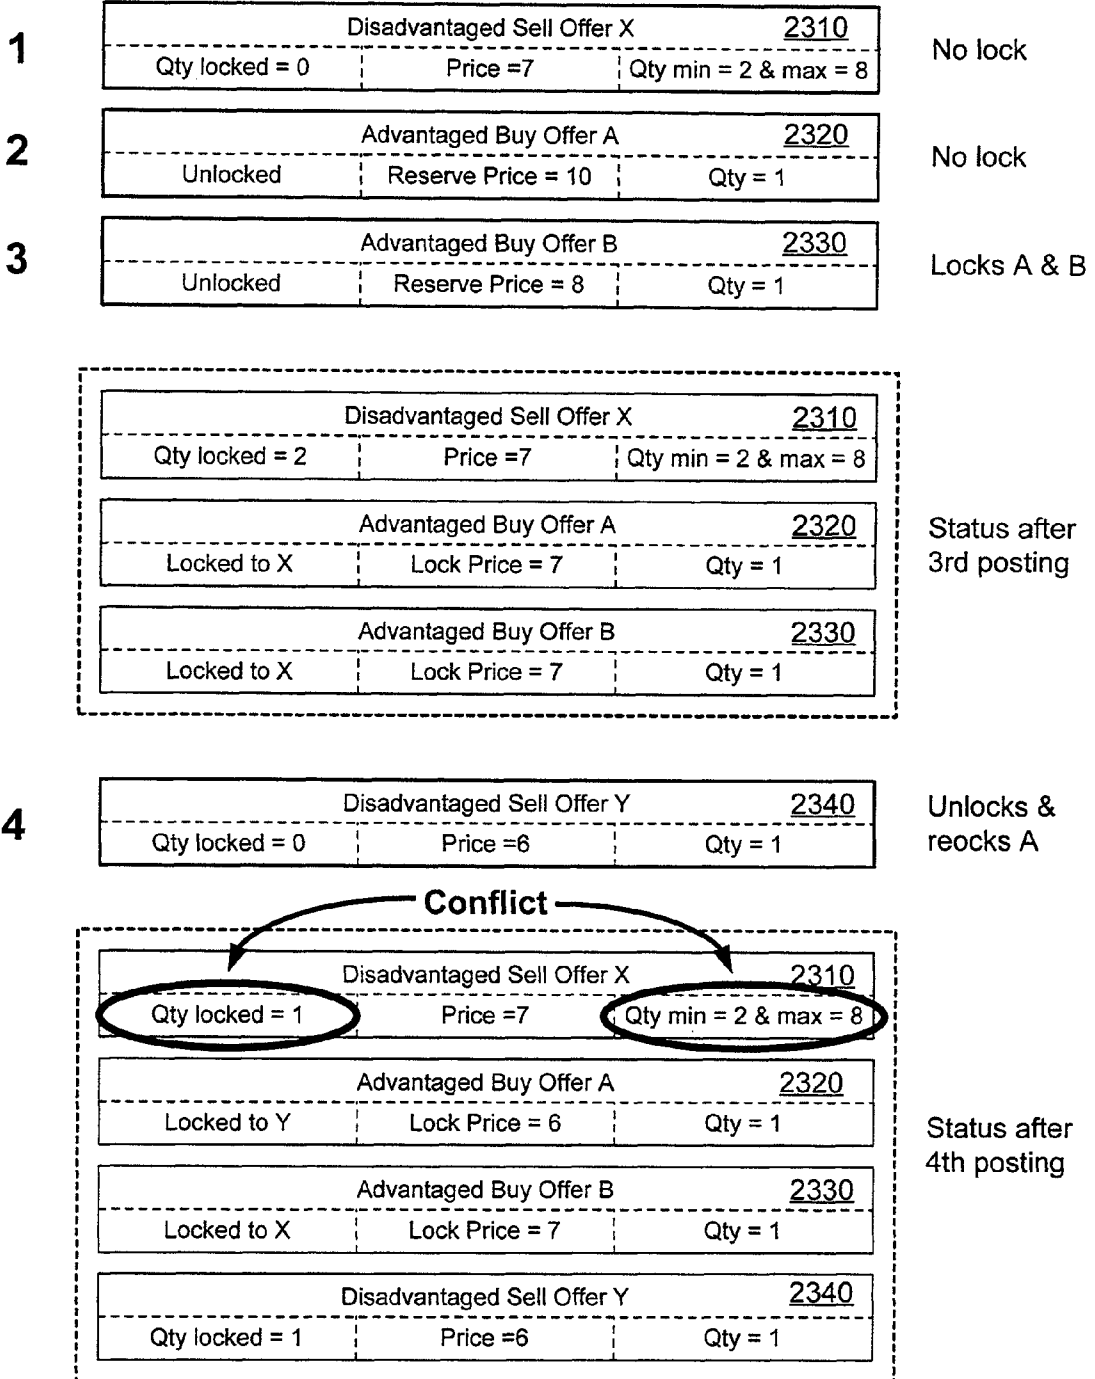 1
Disadvantaged Sell Offer X 2310
Qty locked = 0 Price =7 Qty min = 2 & max = 8
No lock
2
Advantaged Buy Offer A 2320
Unlocked Reserve Price = 10 Qty = 1
No lock
3
Advantaged Buy Offer B 2330
Unlocked Reserve Price = 8 Qty = 1
Locks A & B
Disadvantaged Sell Offer X 2310
Qty locked = 2 Price =7 Qty min = 2 & max = 8
Advantaged Buy Offer A 2320
Locked to X Lock Price = 7 Qty = 1
Advantaged Buy Offer B 2330
Locked to X Lock Price = 7 Qty = 1
Status after
3rd posting
4
Disadvantaged Sell Offer Y 2340
Qty locked = 0 Price =6 Qty = 1
Unlocks &
reocks A
Conflict
Disadvantaged Sell Offer X 2310
Qty locked = 1 Price =7 Qty min = 2 & max = 8
Advantaged Buy Offer A 2320
Locked to Y Lock Price = 6 Qty = 1
Advantaged Buy Offer B 2330
Locked to X Lock Price = 7 Qty = 1
Disadvantaged Sell Offer Y 2340
Qty locked = 1 Price =6 Qty = 1
Status after
4th posting